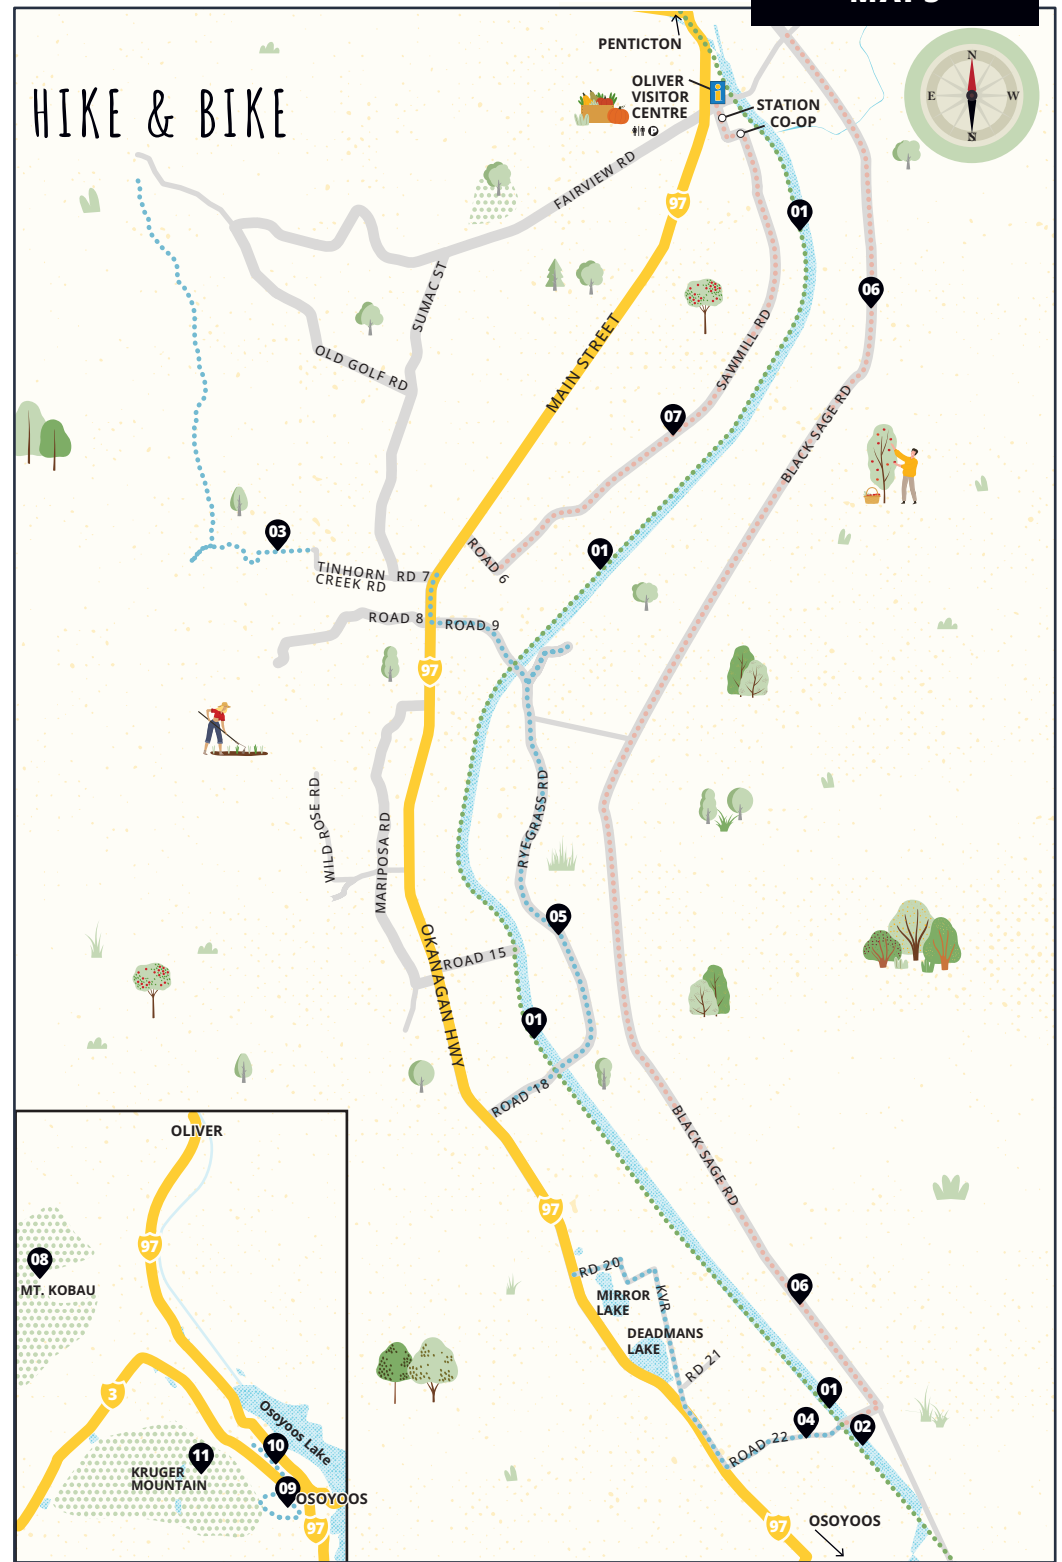 MAPS
HIKE & BIKE
PENTICTON
OLIVER
VISITOR
CENTRE
P
i
STATION
CO-OP
N
E
W
S
FAIRVIEW RD
97
01
06
SUMAC ST
OLD GOLF RD
MAIN STREET
SAWMILL RD
07
BLACK SAGE RD
03
TINHORN
CREEK RD
RD 7
ROAD 6
01
ROAD 8
ROAD 9
97
WILD ROSE RD
MARIPOSA RD
RYEGRASS RD
05
OKANAGAN HWY
ROAD 15
01
ROAD 18
BLACK SAGE RD
97
RD 20
KVR
MIRROR
LAKE
DEADMANS
LAKE
RD 21
06
01
04
02
ROAD 22
97
OSOYOOS
OLIVER
97
08
MT. KOBAU
3
Osoyoos Lake
10
11
KRUGER
MOUNTAIN
09
OSOYOOS
97